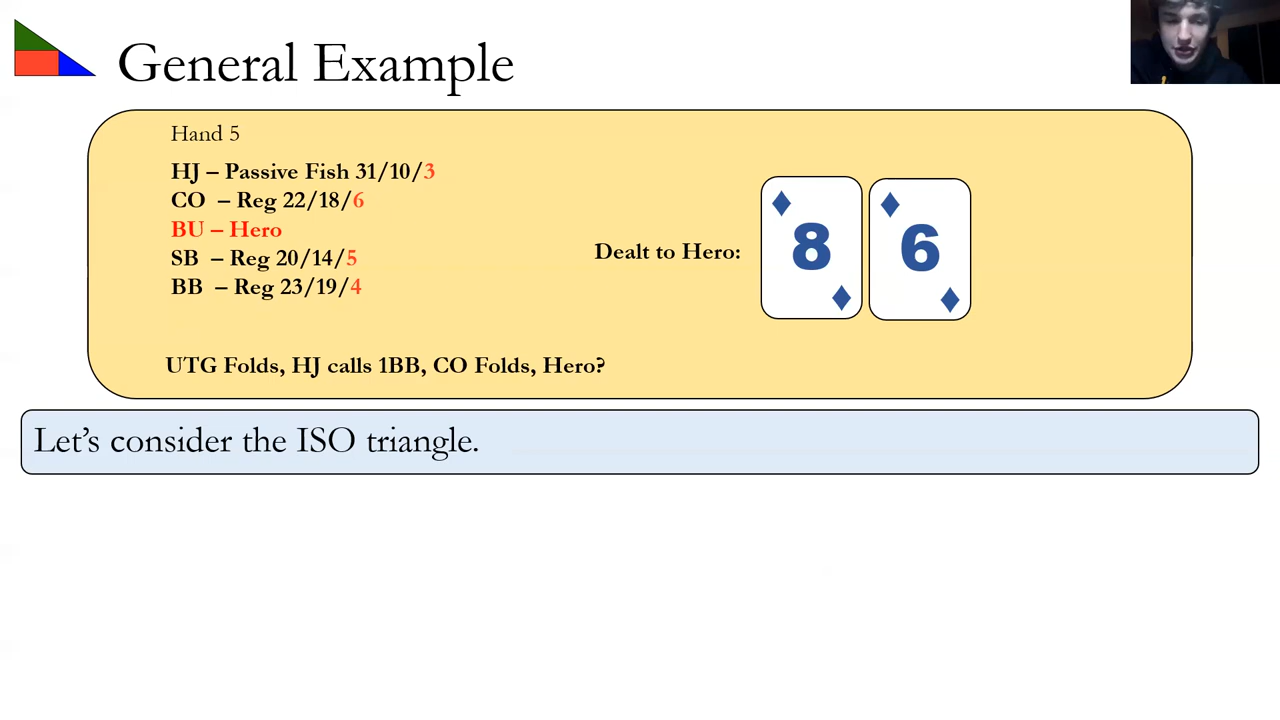 General Example
Hand 5
HJ – Passive Fish 31/10/3
CO – Reg 22/18/6
BU – Hero
SB – Reg 20/14/5
BB – Reg 23/19/4
Dealt to Hero:
8
6
UTG Folds, HJ calls 1BB, CO Folds, Hero?
Let’s consider the ISO triangle.